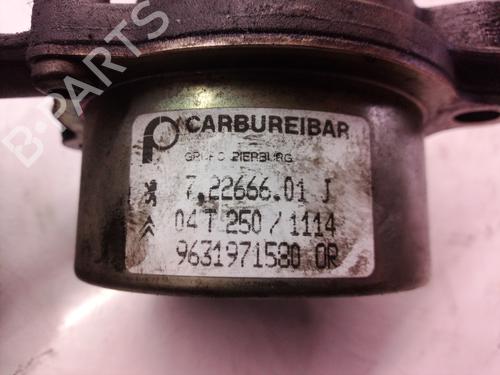 CARBUREIBAR
GRUPO PIERBURG
7.22666.01 J
04 T 250 / 1114
9631971580 OR
B-PARTS